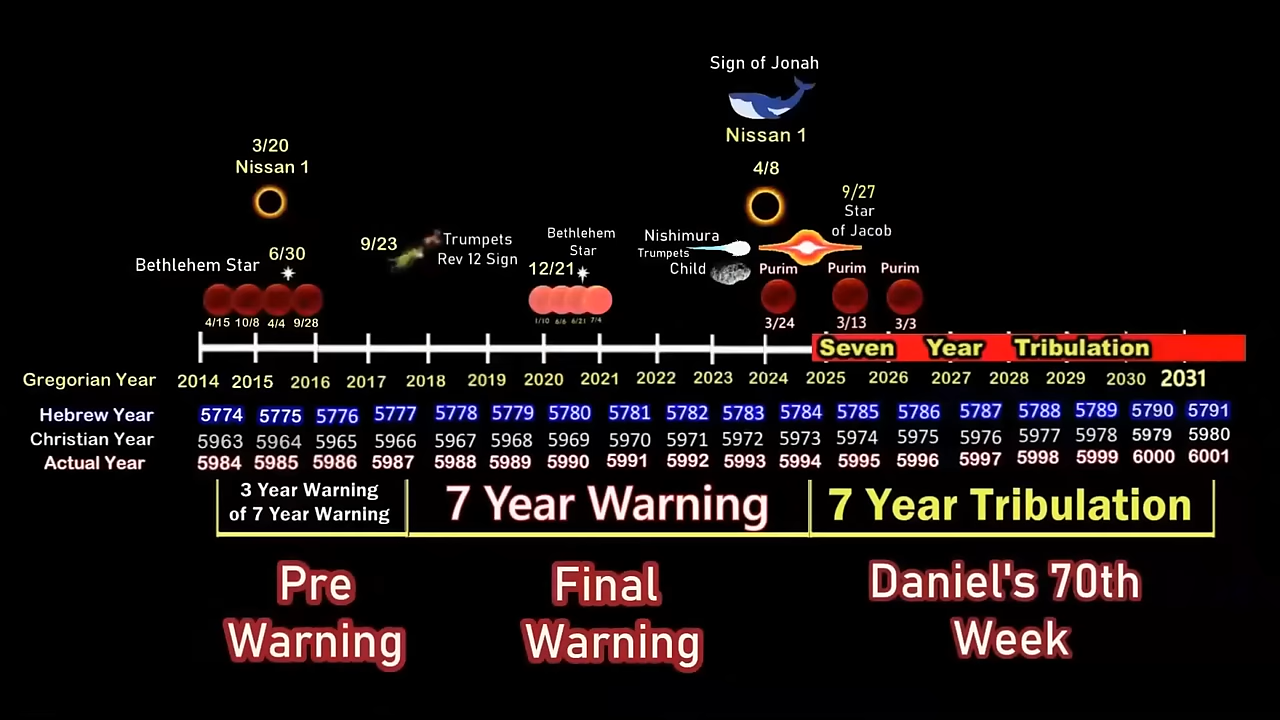 Sign of Jonah
Nissan 1
4/8
3/20
Nissan 1
9/27
Star
of Jacob
Bethlehem Star
6/30
9/23
Trumpets
Rev 12 Sign
Bethlehem
Star
12/21
Nishimura
Trumpets
Child
Purim
Purim
Purim
4/15 10/8 4/4 9/28
1/10 6/6 6/21 7/4
3/24
3/13
3/3
Seven Year Tribulation
Gregorian Year 2014 2015 2016 2017 2018 2019 2020 2021 2022 2023 2024 2025 2026 2027 2028 2029 2030 2031
Hebrew Year 5774 5775 5776 5777 5778 5779 5780 5781 5782 5783 5784 5785 5786 5787 5788 5789 5790 5791
Christian Year 5963 5964 5965 5966 5967 5968 5969 5970 5971 5972 5973 5974 5975 5976 5977 5978 5979 5980
Actual Year 5984 5985 5986 5987 5988 5989 5990 5991 5992 5993 5994 5995 5996 5997 5998 5999 6000 6001
3 Year Warning
of 7 Year Warning
7 Year Warning
7 Year Tribulation
Pre
Warning
Final
Warning
Daniel's 70th
Week